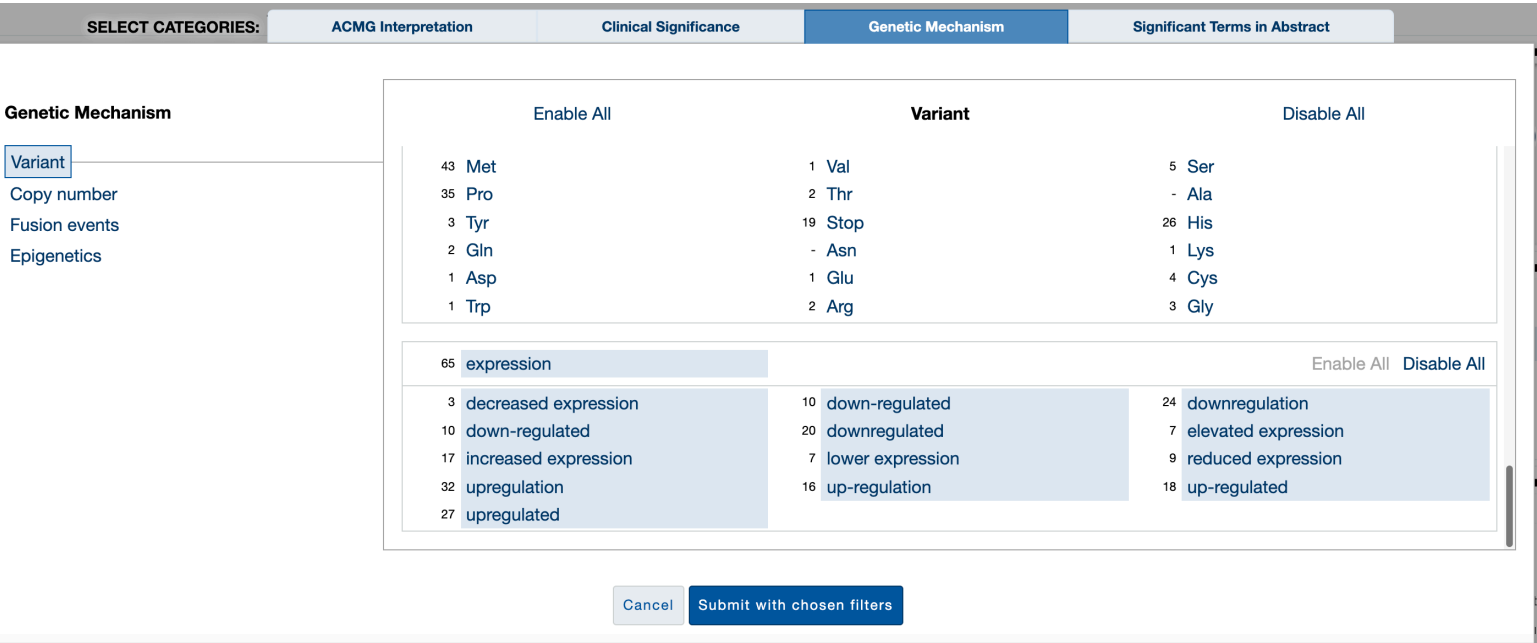 SELECT CATEGORIES: ACMG Interpretation Clinical Significance Genetic Mechanism Significant Terms in Abstract
Genetic Mechanism
Variant
Copy number
Fusion events
Epigenetics
Enable All Variant Disable All
43 Met 1 Val 5 Ser
35 Pro 2 Thr - Ala
3 Tyr 19 Stop 26 His
2 Gln - Asn 1 Lys
1 Asp 1 Glu 4 Cys
1 Trp 2 Arg 3 Gly
65 expression Enable All Disable All
3 decreased expression 10 down-regulated 24 downregulation
10 down-regulated 20 downregulated 7 elevated expression
17 increased expression 7 lower expression 9 reduced expression
32 upregulation 16 up-regulation 18 up-regulated
27 upregulated
Cancel Submit with chosen filters